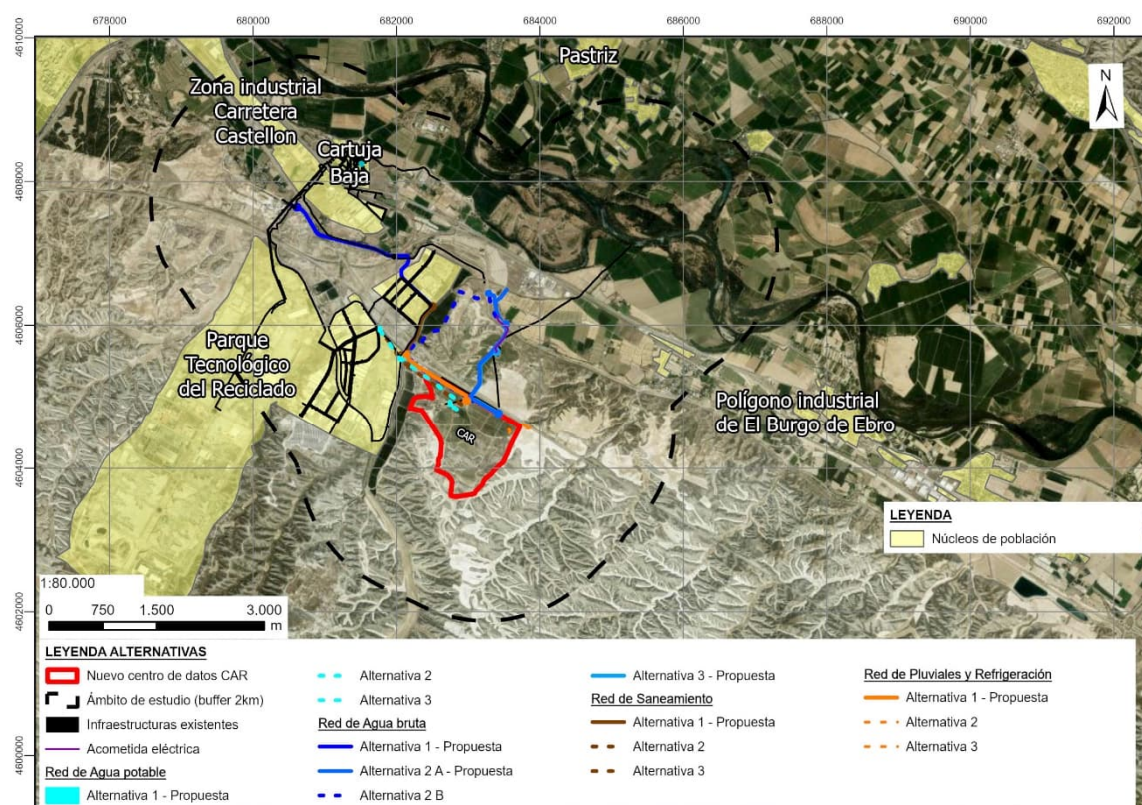 678000 680000 682000 684000 686000 688000 690000 692000
4610000
4608000
4606000
4604000
4602000
4600000
Pastriz
N
Zona industrial
Carretera
Castellon
Cartuja
Baja
Parque
Tecnológico
del Reciclado
Polígono industrial
de El Burgo de Ebro
CAR
LEYENDA
Núcleos de población
1:80.000
0 750 1.500 3.000
m
LEYENDA ALTERNATIVAS
Nuevo centro de datos CAR
Ámbito de estudio (buffer 2km)
Infraestructuras existentes
Acometida eléctrica
Red de Agua potable
Alternativa 1 - Propuesta
Alternativa 2
Alternativa 3
Red de Agua bruta
Alternativa 1 - Propuesta
Alternativa 2 A - Propuesta
Alternativa 2 B
Alternativa 3 - Propuesta
Red de Saneamiento
Alternativa 1 - Propuesta
Alternativa 2
Alternativa 3
Red de Pluviales y Refrigeración
Alternativa 1 - Propuesta
Alternativa 2
Alternativa 3